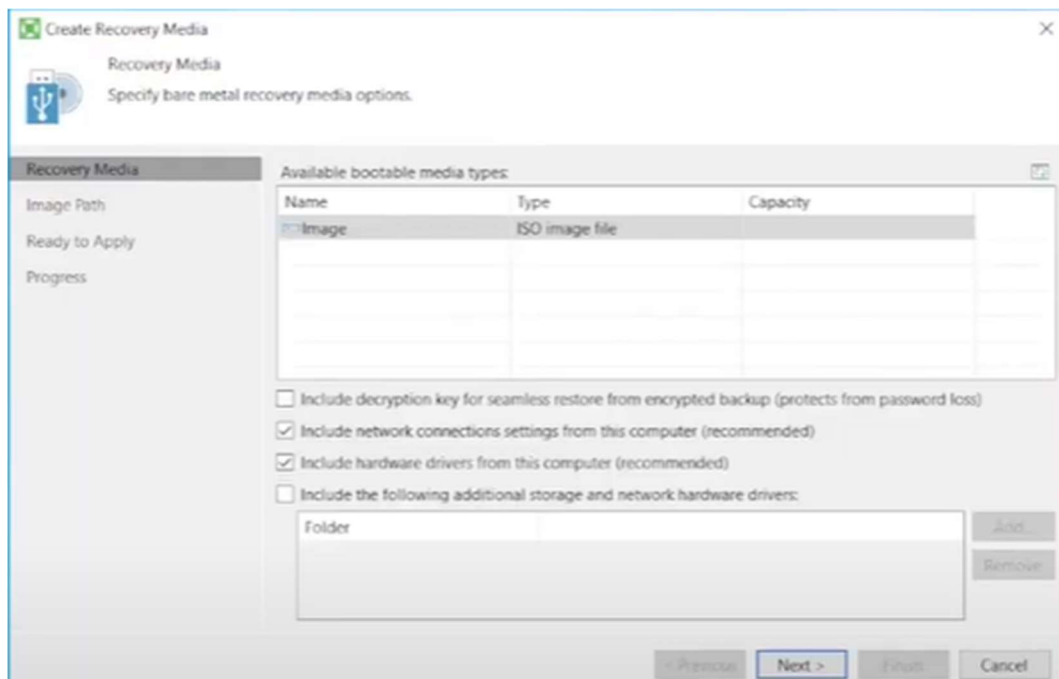 Create Recovery Media
Recovery Media
Specify bare metal recovery media options.
Recovery Media
Image Path
Ready to Apply
Progress
Available bootable media types:
Name Type Capacity
Image ISO image file
Include decryption key for seamless restore from encrypted backup (protects from password loss)
Include network connections settings from this computer (recommended)
Include hardware drivers from this computer (recommended)
Include the following additional storage and network hardware drivers:
Folder
Add...
Remove
< Previous Next > Finish Cancel